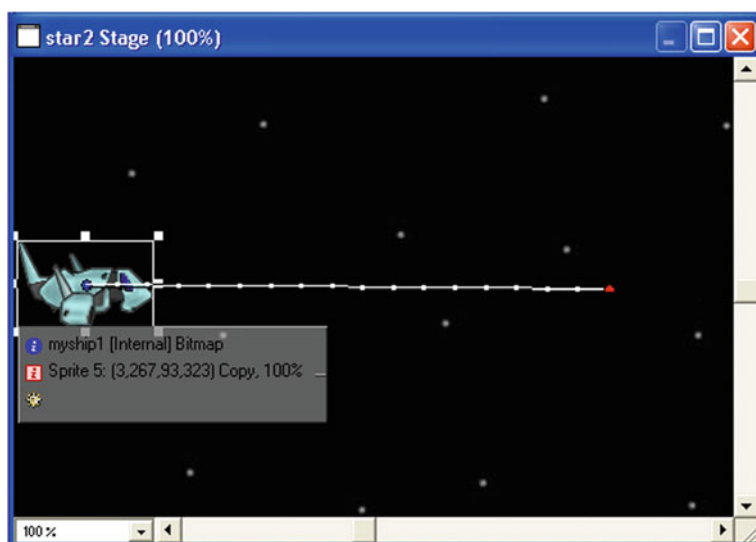 star2 Stage (100%)
myship1 [Internal] Bitmap
Sprite 5: (3,267,93,323) Copy, 100%
100%